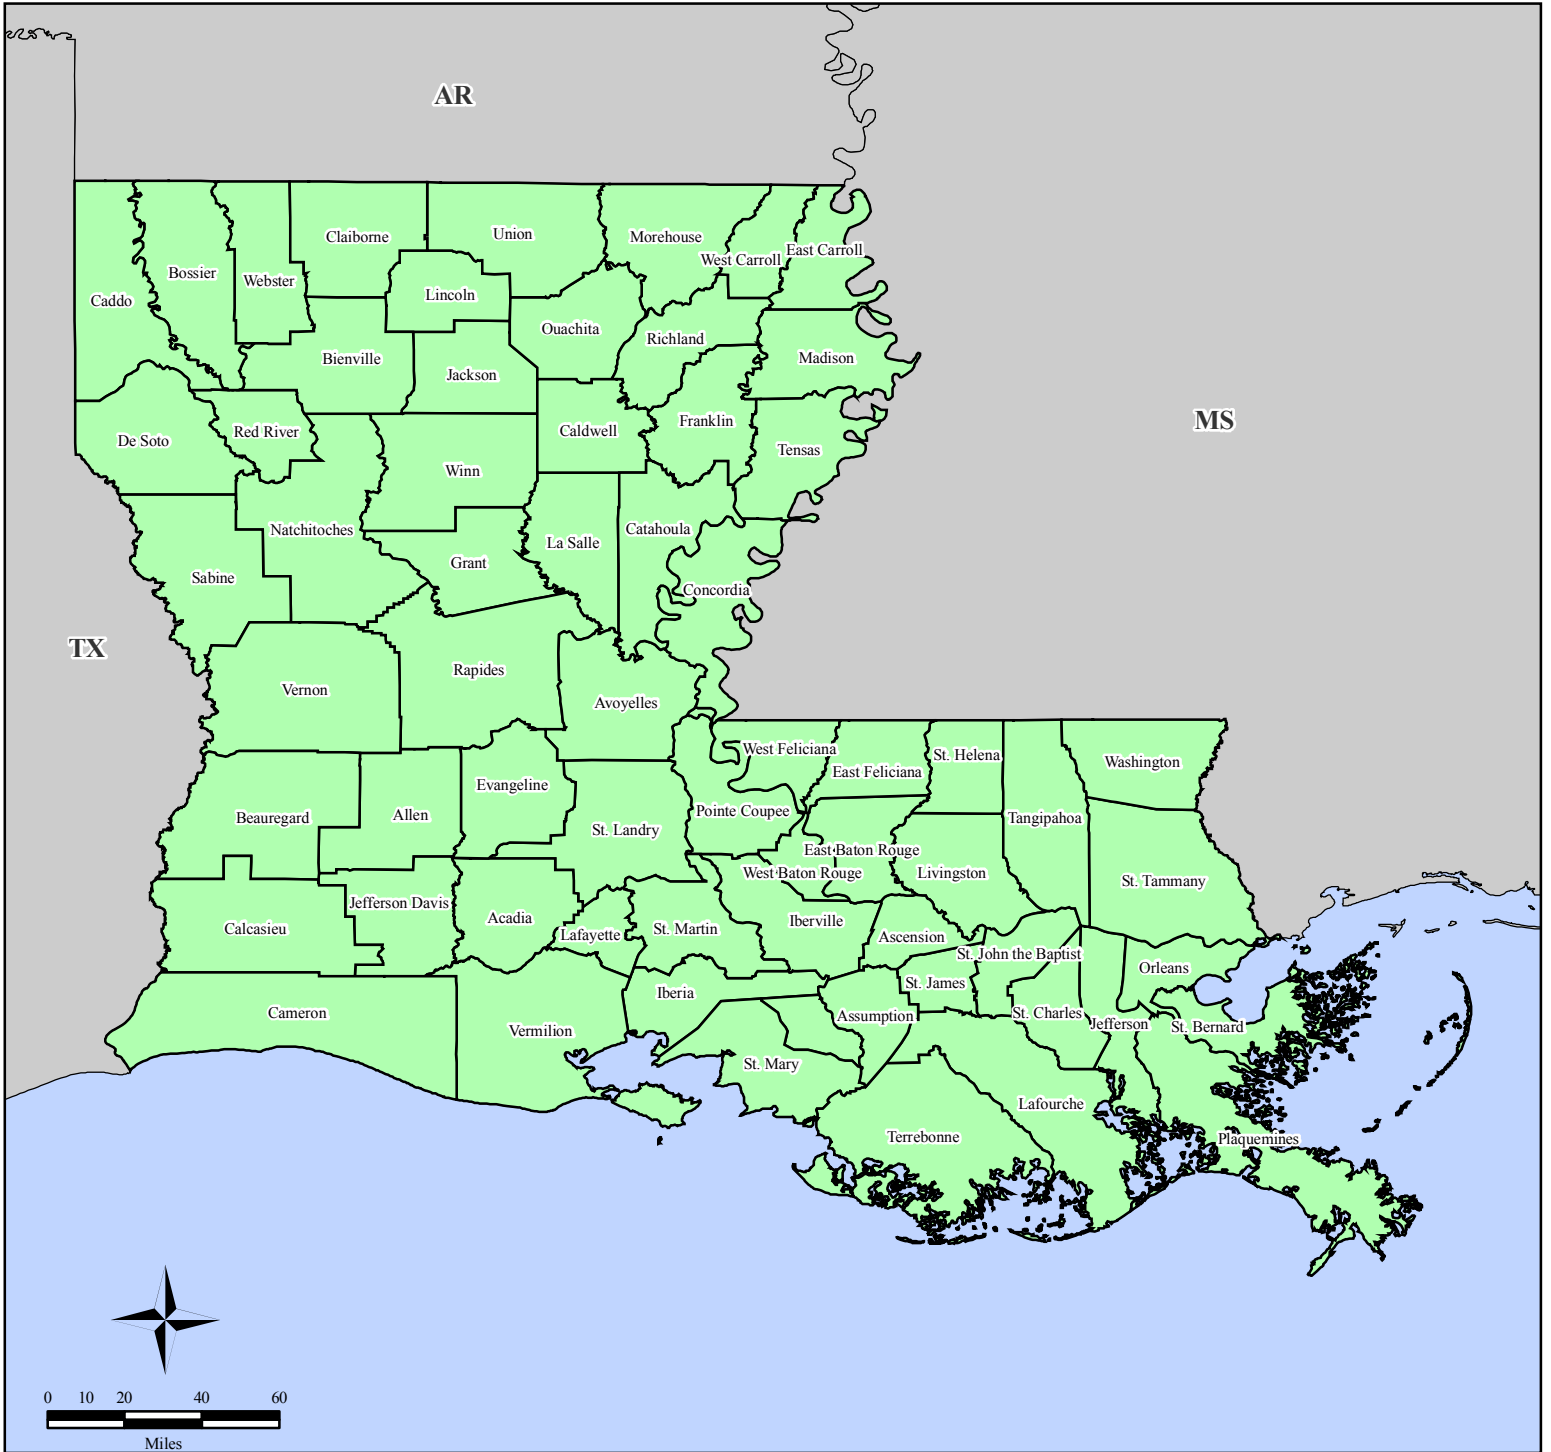 AR
Claiborne
Union
Morehouse
West Carroll
East Carroll
Bossier
Webster
Caddo
Lincoln
Ouachita
Richland
Bienville
Jackson
Madison
De Soto
Red River
Caldwell
Franklin
MS
Winn
Tensas
Natchitoches
La Salle
Catahoula
Sabine
Grant
Concordia
TX
Vernon
Rapides
Avoyelles
West Feliciana
East Feliciana
St. Helena
Washington
Beauregard
Allen
Evangeline
St. Landry
Pointe Coupee
Tangipahoa
East Baton Rouge
West Baton Rouge
Livingston
St. Tammany
Calcasieu
Jefferson Davis
Acadia
Lafayette
St. Martin
Iberville
Ascension
St. John the Baptist
Orleans
Cameron
Vermilion
Iberia
St. James
Assumption
St. Charles
Jefferson
St. Bernard
St. Mary
Lafourche
Terrebonne
Plaquemines
0 10 20 40 60
Miles